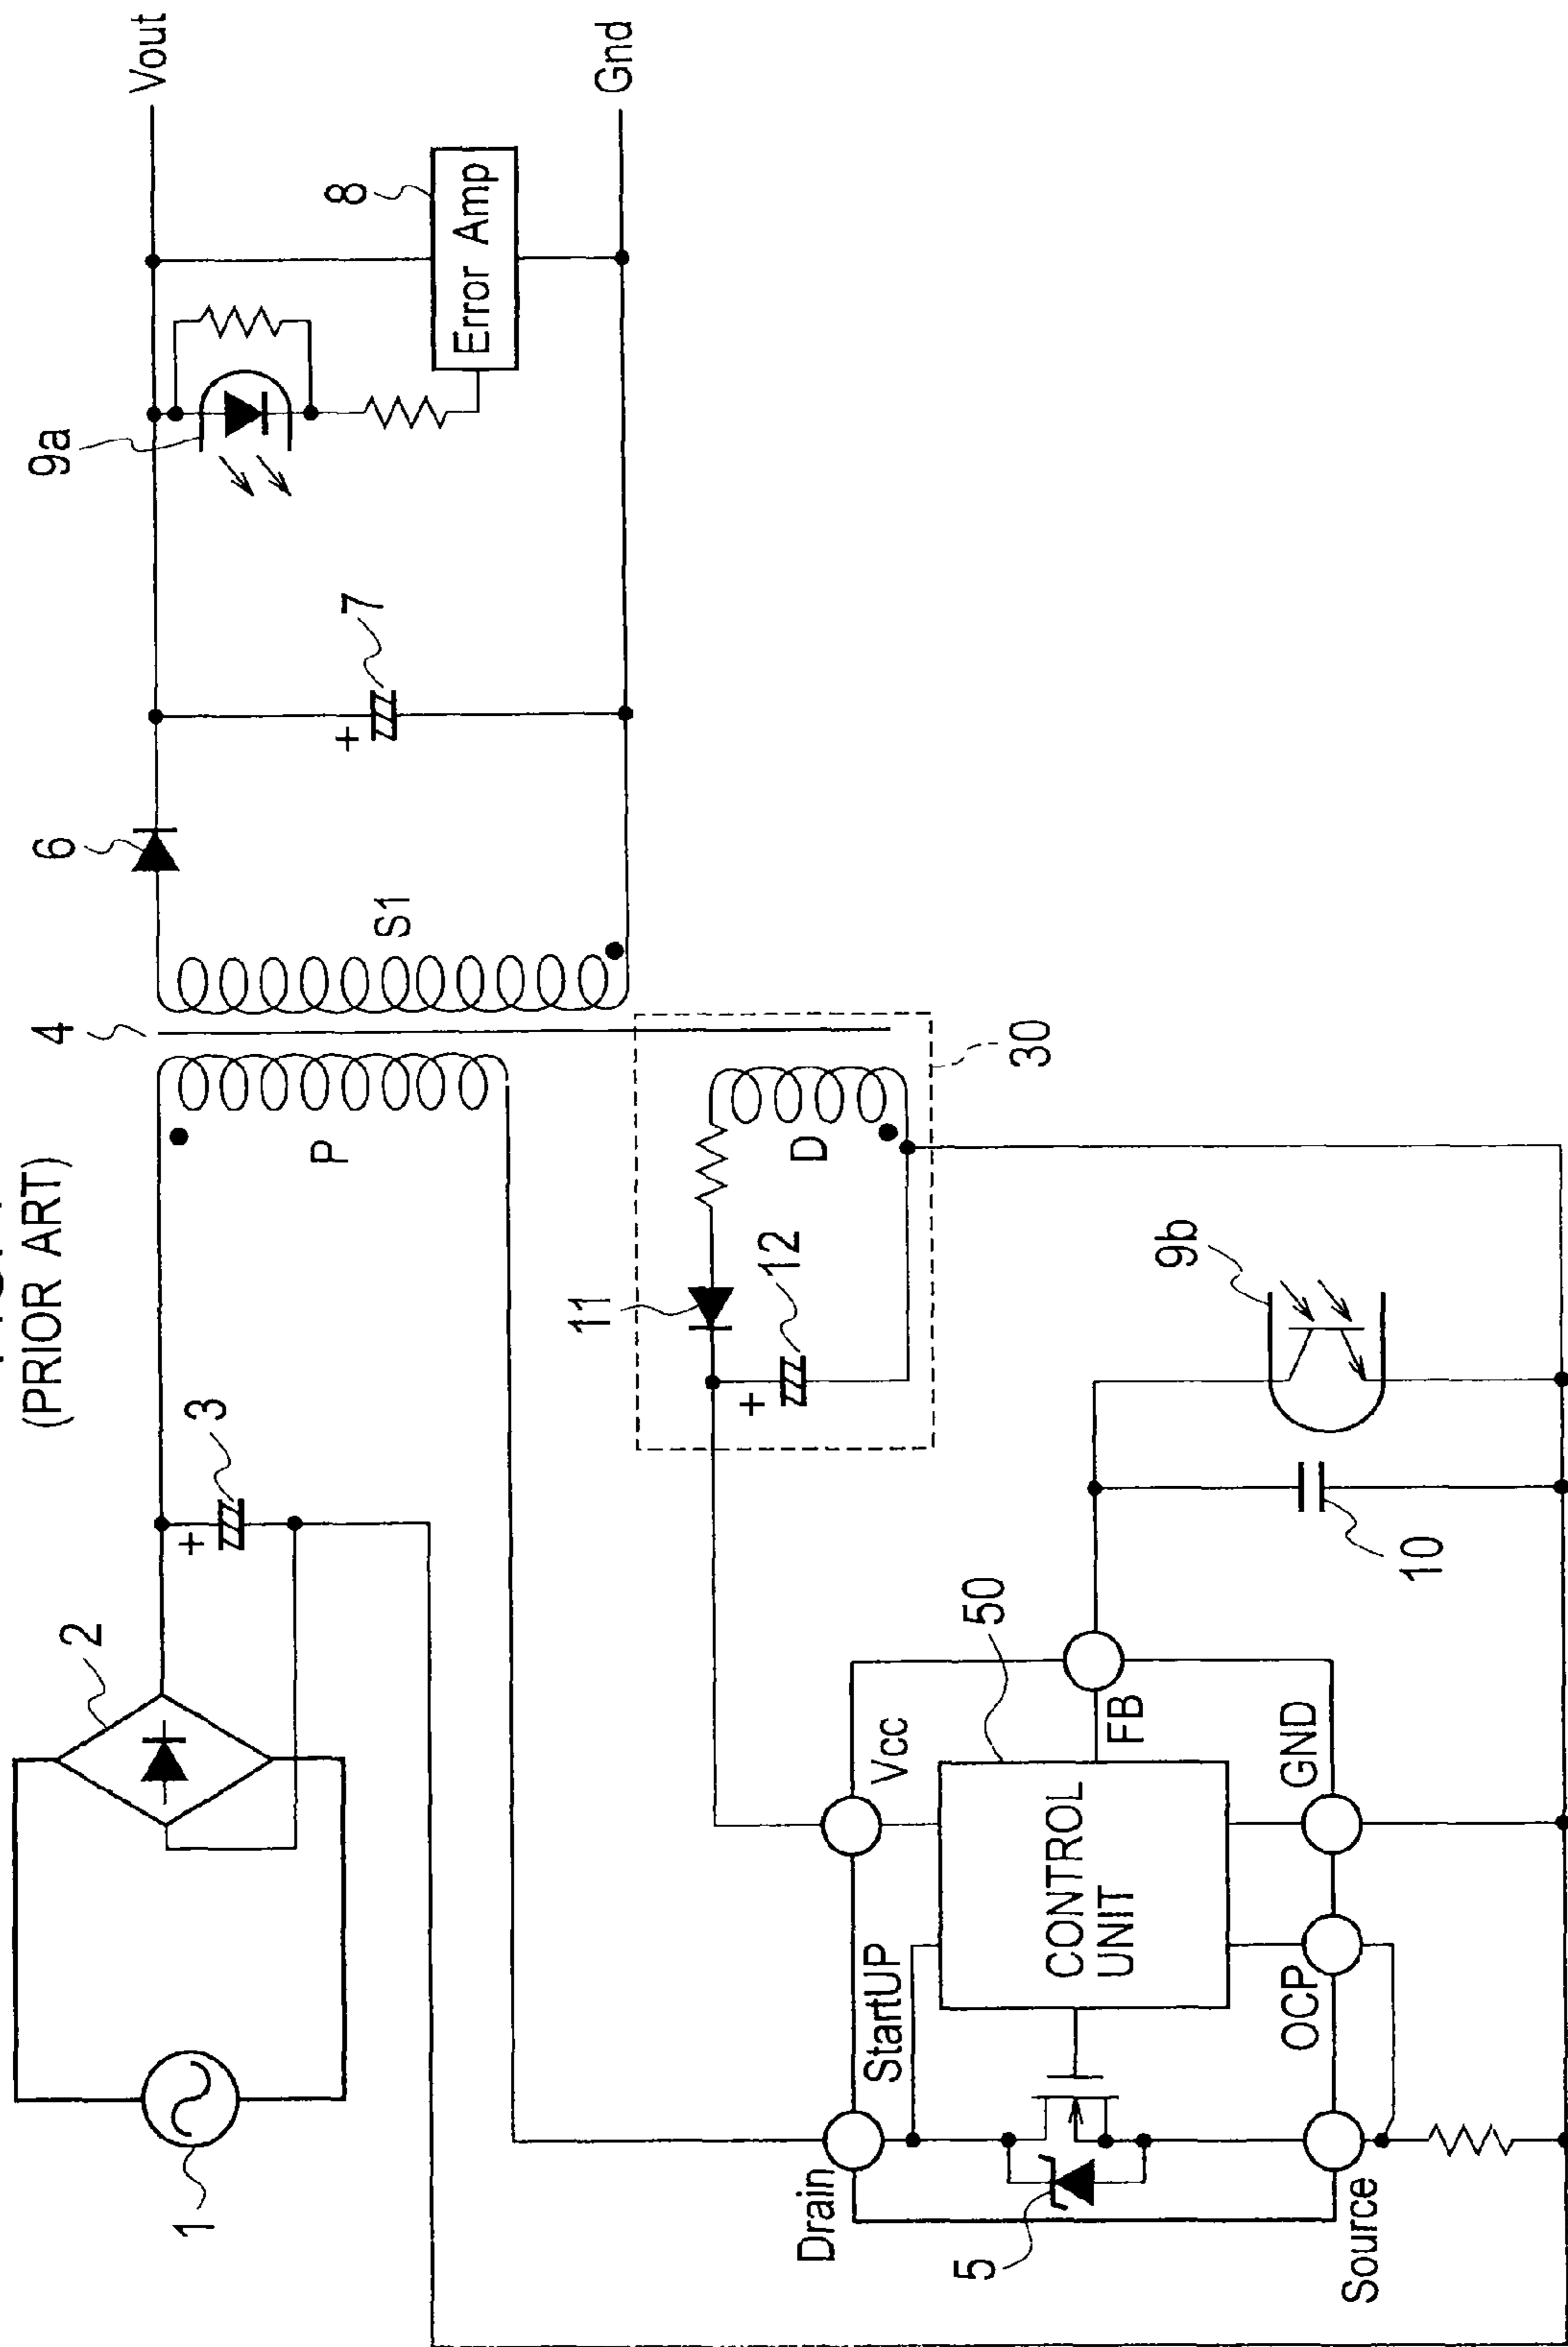 (PRIOR ART)
1
2
3
4
6
9a
8
Vout
7
Error Amp
Gnd
P
S1
11
12
D
30
Drain
StartUP
Vcc
50
5
CONTROL
UNIT
FB
9b
Source
OCP
GND
10
+
+
+